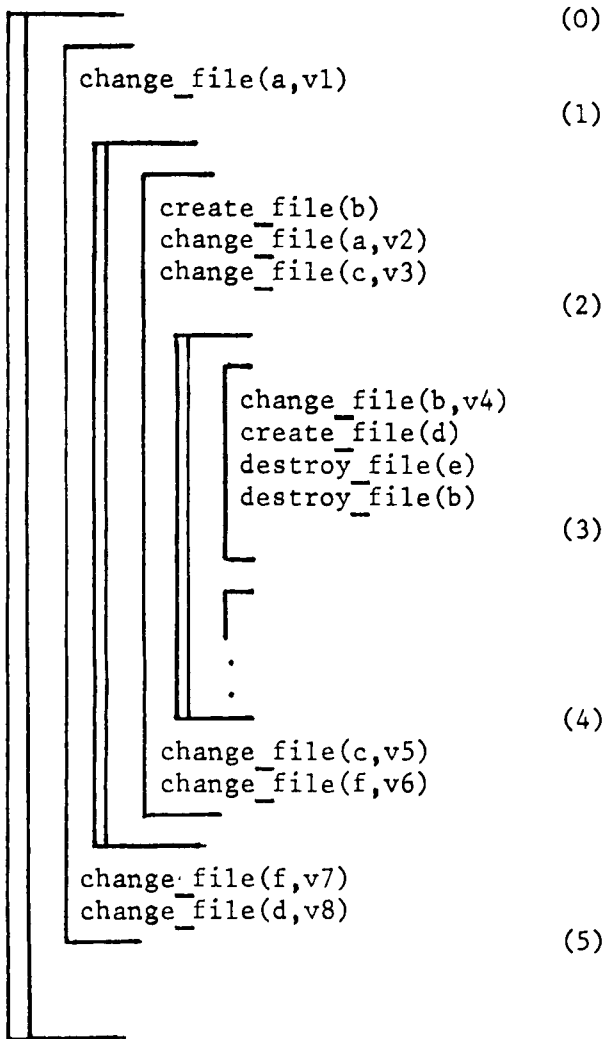 (0)
change_file(a,v1)
(1)
create_file(b)
change_file(a,v2)
change_file(c,v3)
(2)
change_file(b,v4)
create_file(d)
destroy_file(e)
destroy_file(b)
(3)
(4)
change_file(c,v5)
change_file(f,v6)
change_file(f,v7)
change_file(d,v8)
(5)